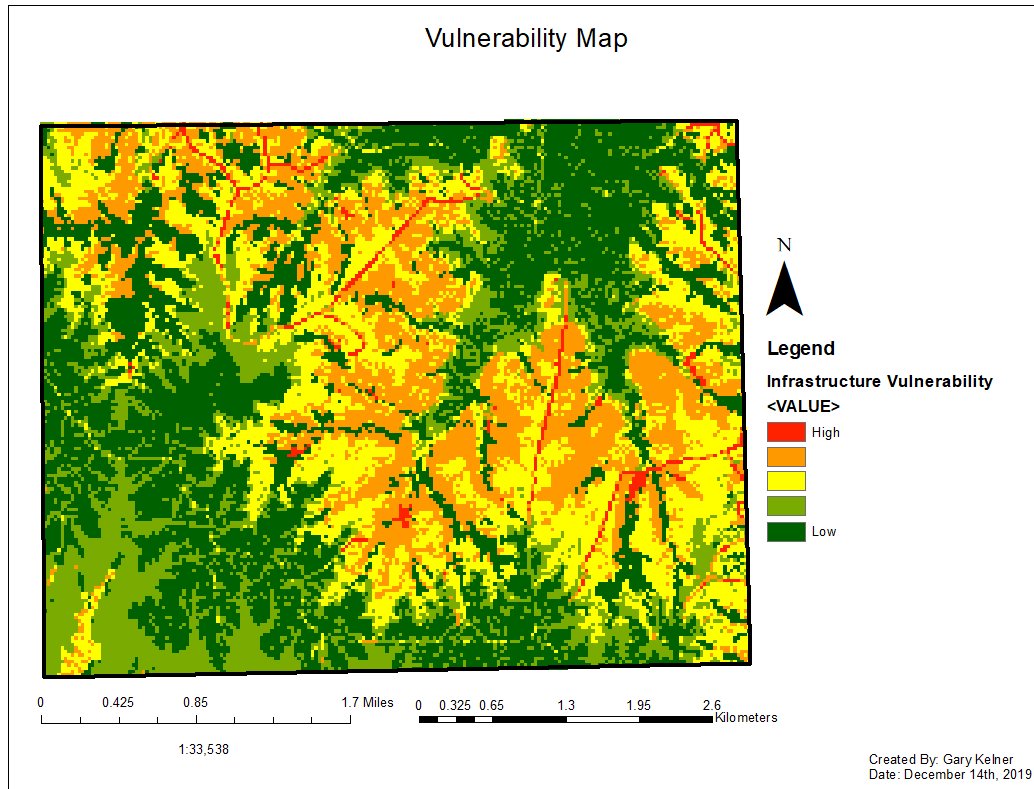 Vulnerability Map
N
Legend
Infrastructure Vulnerability
<VALUE>
High
Low
0 0.425 0.85 1.7 Miles
0 0.325 0.65 1.3 1.95 2.6
Kilometers
1:33,538
Created By: Gary Kelner
Date: December 14th, 2019